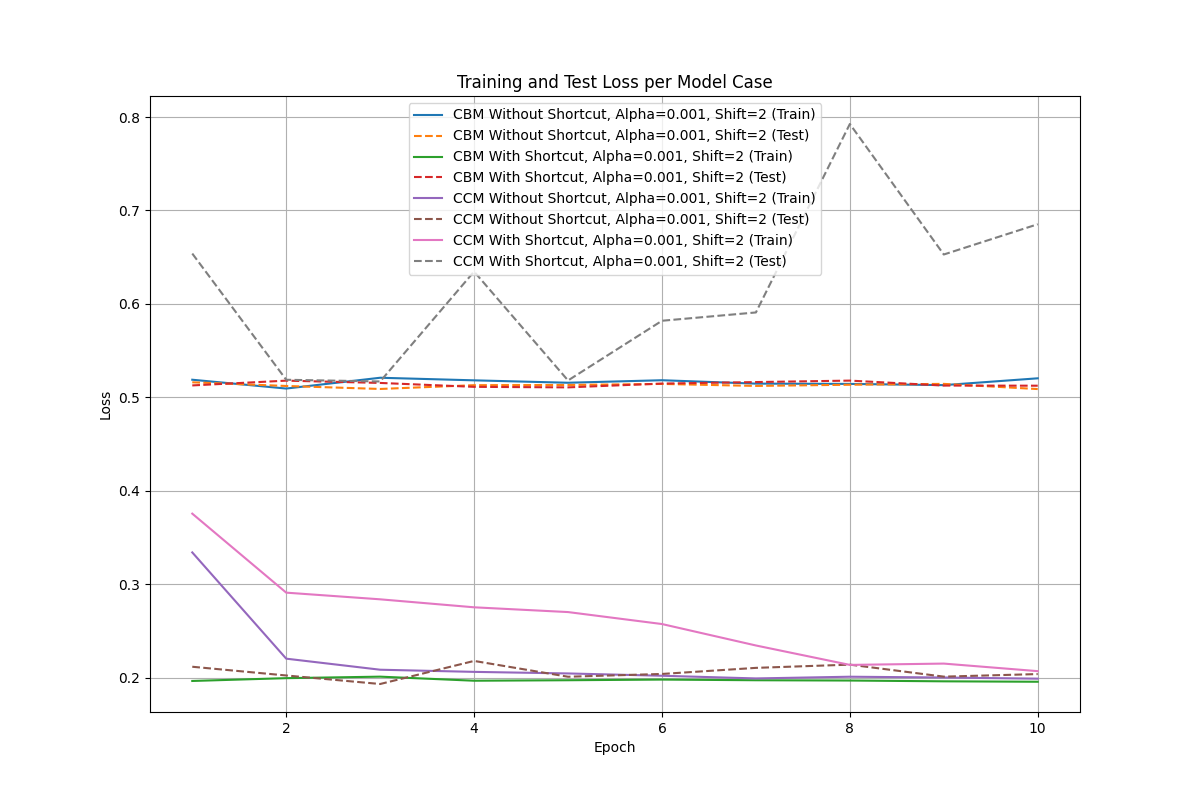 Training and Test Loss per Model Case
CBM Without Shortcut, Alpha=0.001, Shift=2 (Train)
CBM Without Shortcut, Alpha=0.001, Shift=2 (Test)
CBM With Shortcut, Alpha=0.001, Shift=2 (Train)
CBM With Shortcut, Alpha=0.001, Shift=2 (Test)
CCM Without Shortcut, Alpha=0.001, Shift=2 (Train)
CCM Without Shortcut, Alpha=0.001, Shift=2 (Test)
CCM With Shortcut, Alpha=0.001, Shift=2 (Train)
CCM With Shortcut, Alpha=0.001, Shift=2 (Test)
0.8
0.7
0.6
0.5
0.4
0.3
0.2
Loss
2 4 6 8 10
Epoch